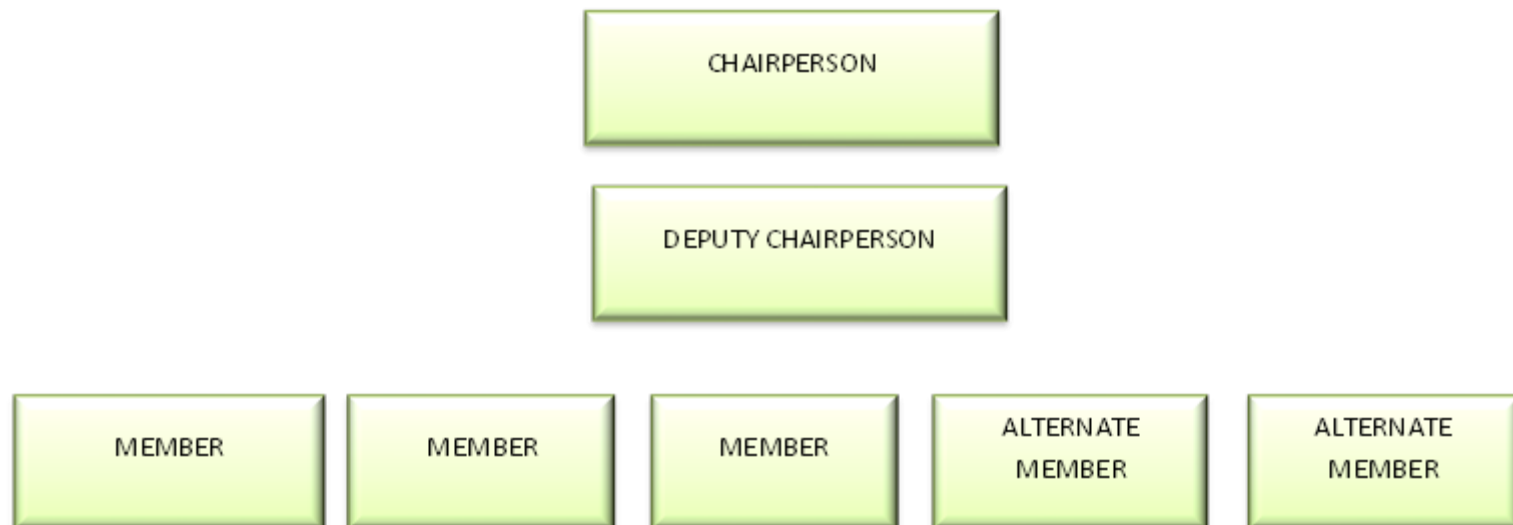 CHAIRPERSON
DEPUTY CHAIRPERSON
MEMBER
MEMBER
MEMBER
ALTERNATE
MEMBER
ALTERNATE
MEMBER